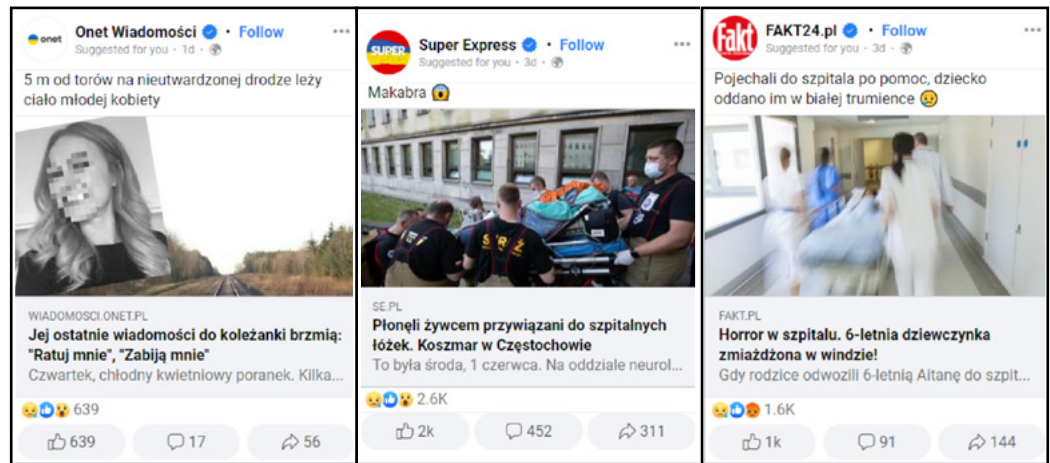 onet
Onet Wiadomości · Follow
Suggested for you · 1d ·
5 m od torów na nieutwardzonej drodze leży
ciało młodej kobiety
WIADOMOSCI.ONET.PL
Jej ostatnie wiadomości do koleżanki brzmią:
"Ratuj mnie", "Zabiją mnie"
Czwartek, chłodny kwietniowy poranek. Kilka...
639
639
17
56
SUPER
Super Express · Follow
Suggested for you · 3d ·
Makabra
SE.PL
Płonęli żywcem przywiązani do szpitalnych
łóżek. Koszmar w Częstochowie
To była środa, 1 czerwca. Na oddziale neurol...
2.6K
2k
452
311
Fakt
FAKT24.pl · Follow
Suggested for you · 3d ·
Pojechali do szpitala po pomoc, dziecko
oddano im w białej trumience
FAKT.PL
Horror w szpitalu. 6-letnia dziewczynka
zmiażdżona w windzie!
Gdy rodzice odwozili 6-letnią Aitanę do szpit...
1.6K
1k
91
144